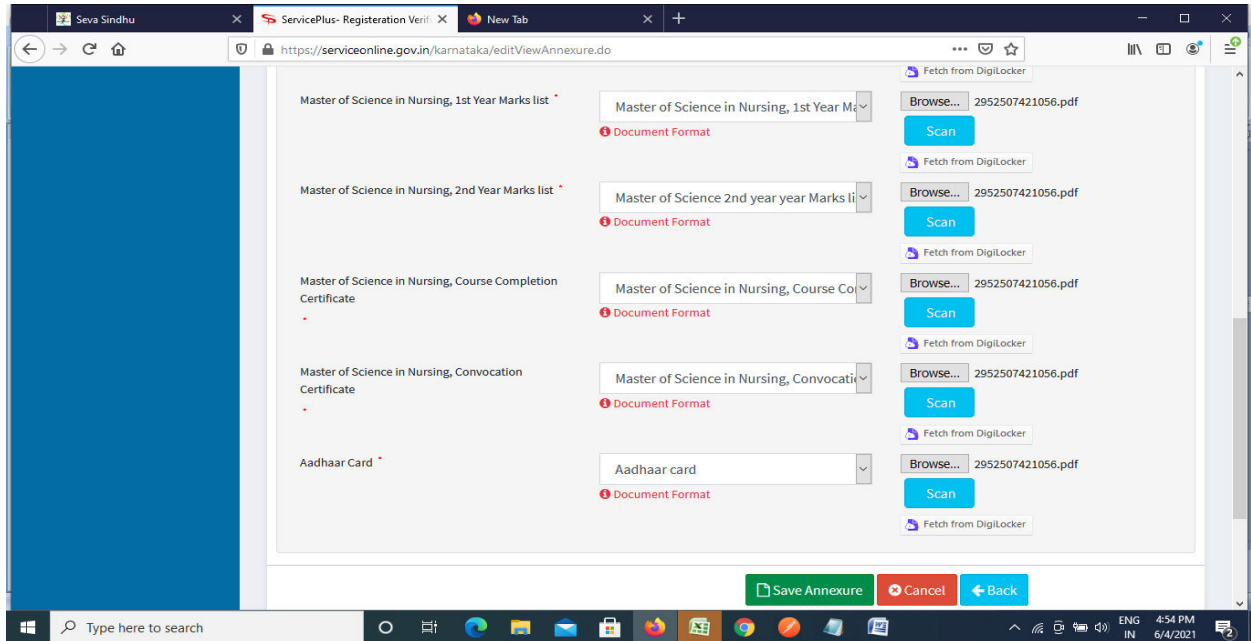 Seva Sindhu
ServicePlus- Registeration Verifi
New Tab
https://serviceonline.gov.in/karnataka/editViewAnnexure.do
Fetch from DigiLocker
Master of Science in Nursing, 1st Year Marks list *
Master of Science in Nursing, 1st Year Ma
Browse... 2952507421056.pdf
Document Format
Scan
Fetch from DigiLocker
Master of Science in Nursing, 2nd Year Marks list *
Master of Science 2nd year year Marks li
Browse... 2952507421056.pdf
Document Format
Scan
Fetch from DigiLocker
Master of Science in Nursing, Course Completion
Certificate
*
Master of Science in Nursing, Course Co
Browse... 2952507421056.pdf
Document Format
Scan
Fetch from DigiLocker
Master of Science in Nursing, Convocation
Certificate
*
Master of Science in Nursing, Convocati
Browse... 2952507421056.pdf
Document Format
Scan
Fetch from DigiLocker
Aadhaar Card *
Aadhaar card
Browse... 2952507421056.pdf
Document Format
Scan
Fetch from DigiLocker
Save Annexure
Cancel
Back
Type here to search
ENG
IN
4:54 PM
6/4/2021
2